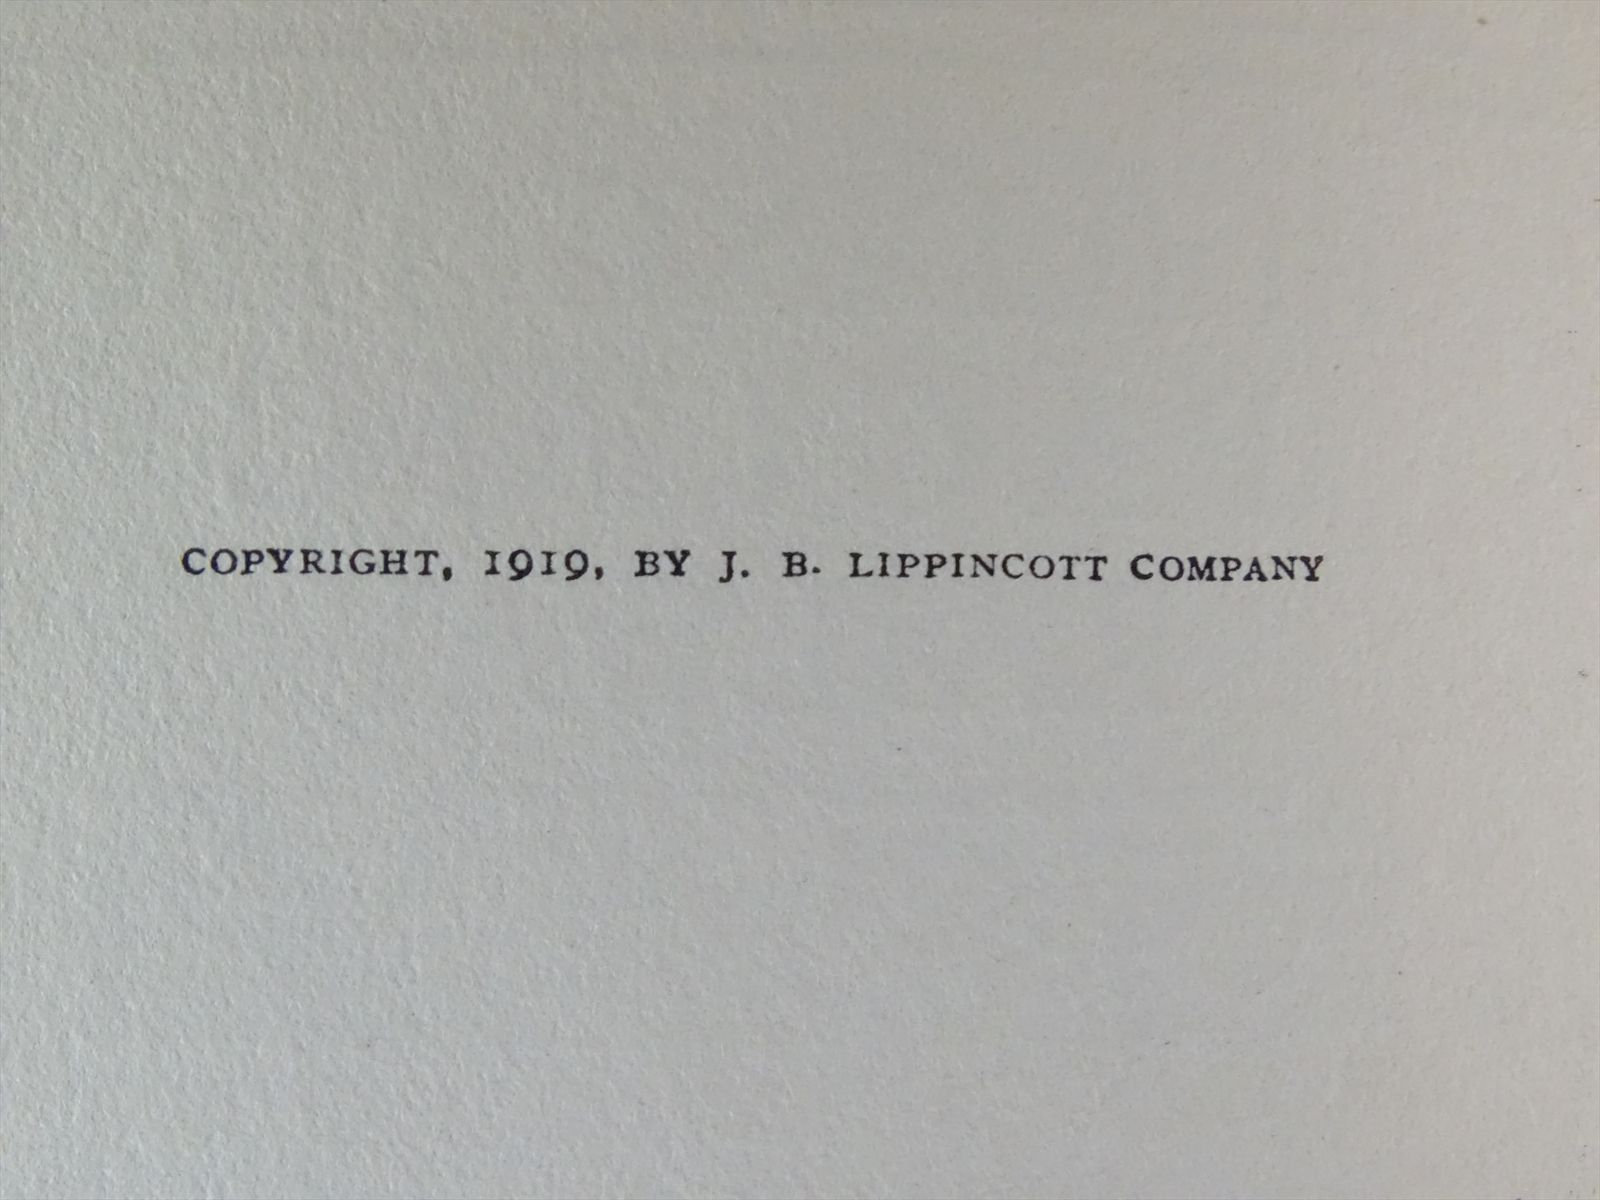 COPYRIGHT, 1919, BY J. B. LIPPINCOTT COMPANY